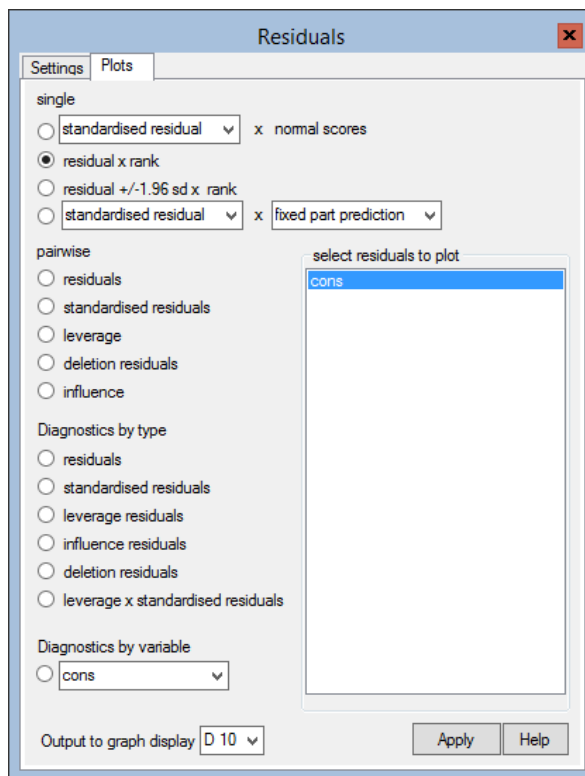 Residuals
Settings Plots
single
standardised residual x normal scores
residual x rank
residual +/-1.96 sd x rank
standardised residual x fixed part prediction
pairwise
residuals
standardised residuals
leverage
deletion residuals
influence
select residuals to plot
cons
Diagnostics by type
residuals
standardised residuals
leverage residuals
influence residuals
deletion residuals
leverage x standardised residuals
Diagnostics by variable
cons
Output to graph display D 10 Apply Help